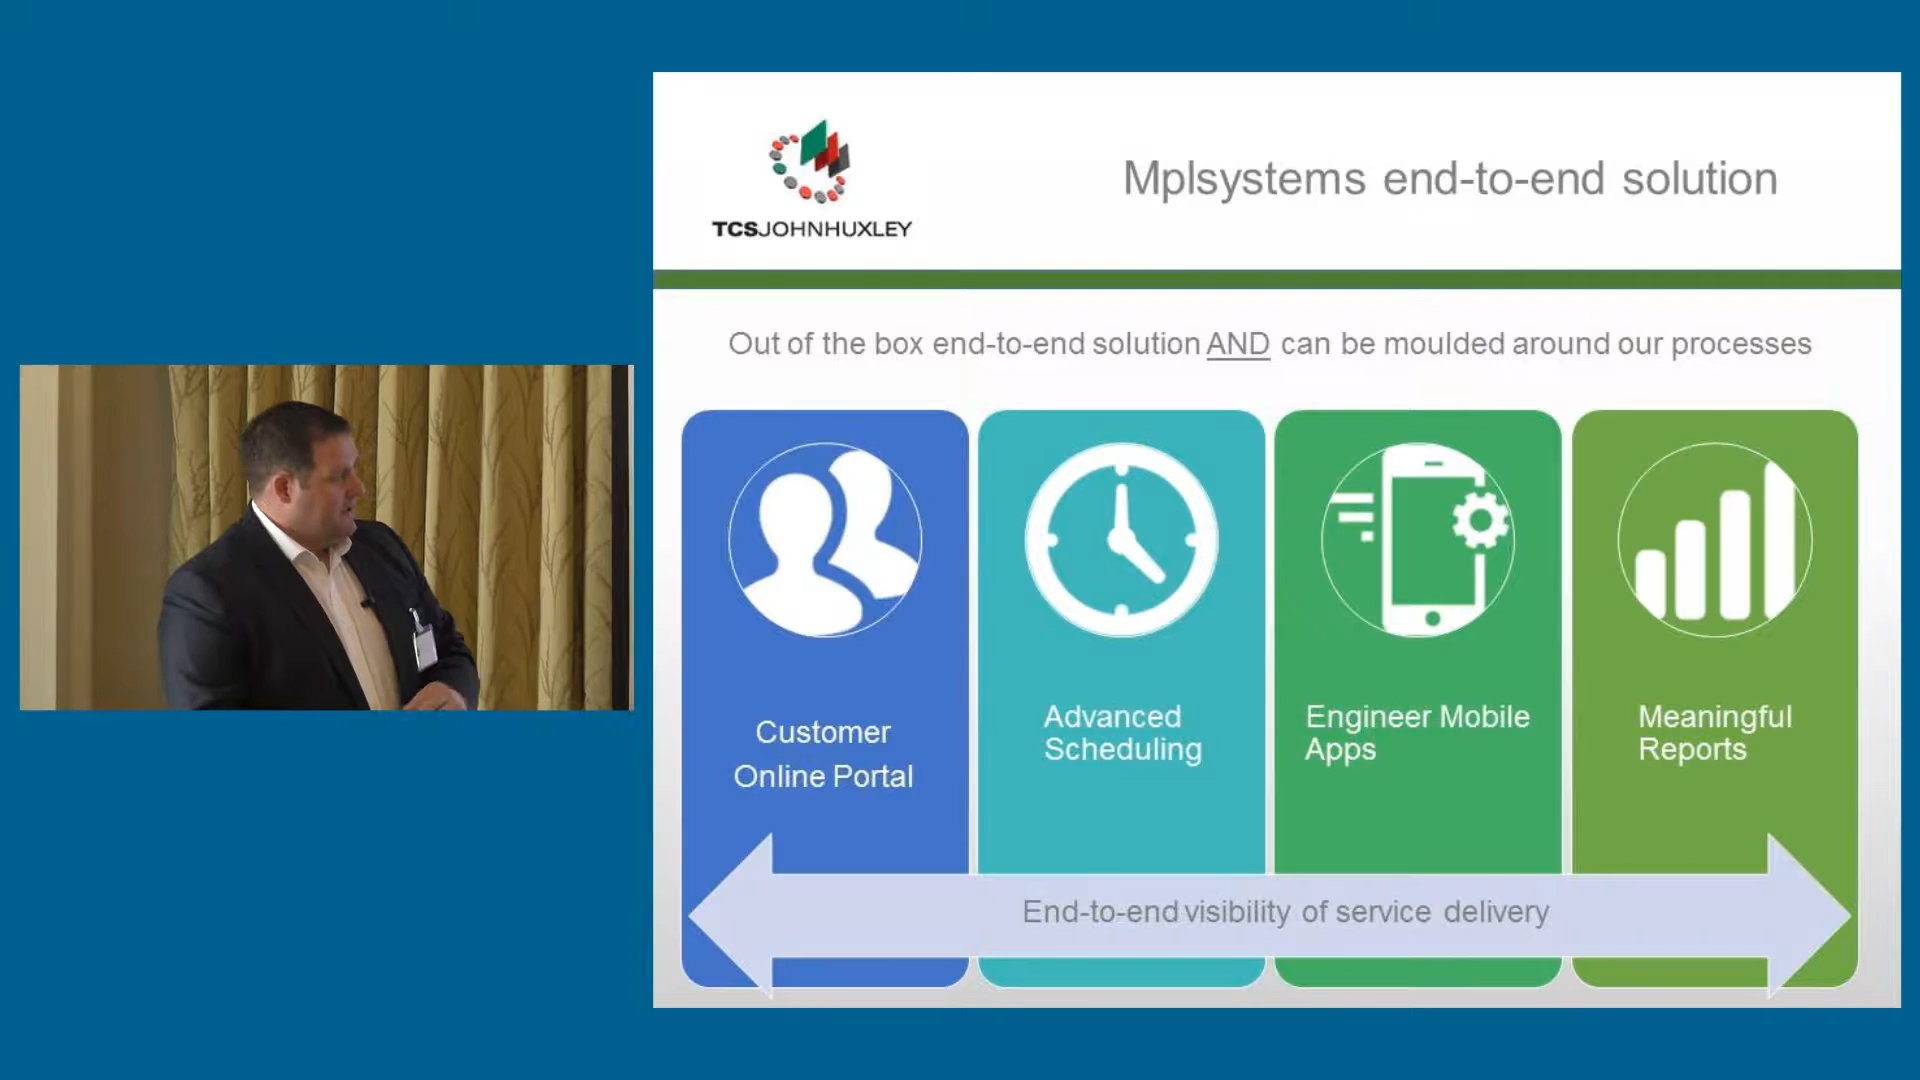 TCSJOHNHUXLEY
Mplsystems end-to-end solution
Out of the box end-to-end solution AND can be moulded around our processes
Customer
Online Portal
Advanced
Scheduling
Engineer Mobile
Apps
Meaningful
Reports
End-to-end visibility of service delivery